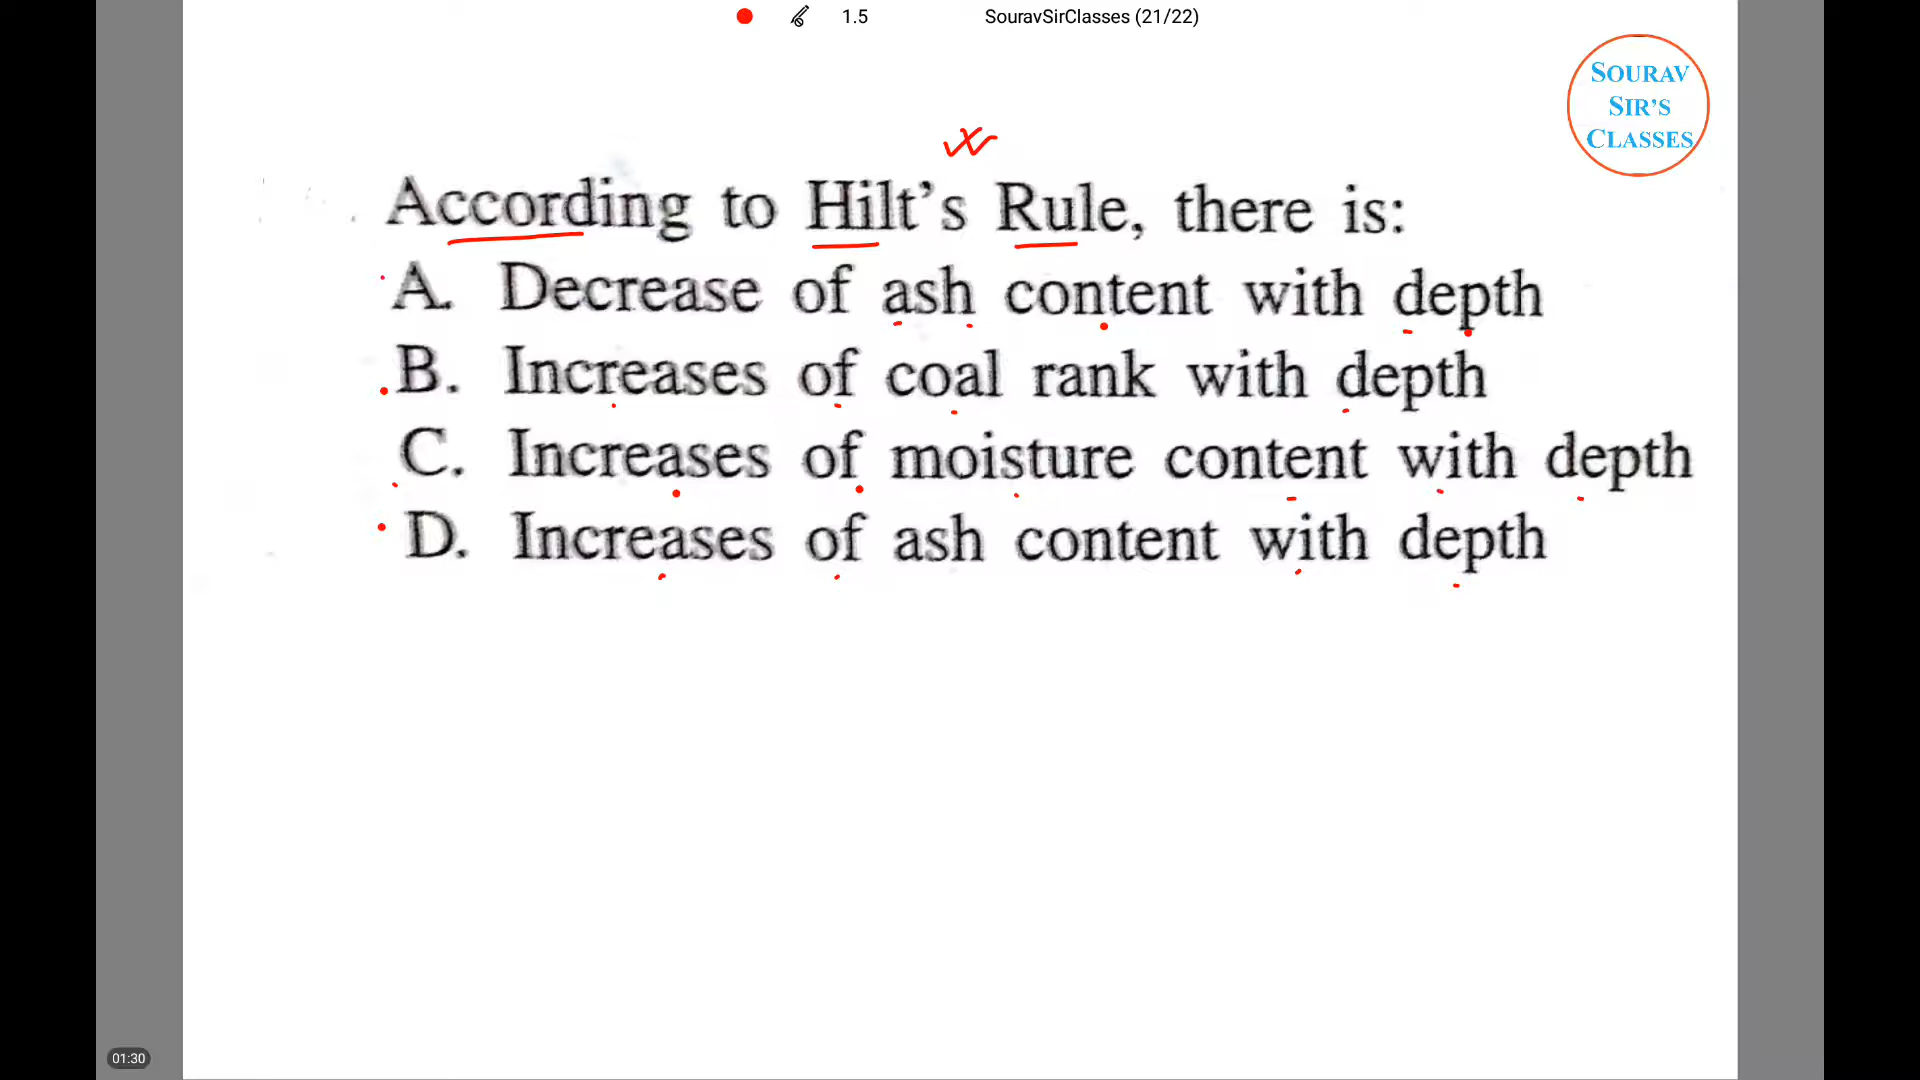 1.5 SouravSirClasses (21/22)
SOURAV
SIR'S
CLASSES
According to Hilt's Rule, there is:
A. Decrease of ash content with depth
B. Increases of coal rank with depth
C. Increases of moisture content with depth
D. Increases of ash content with depth
01:30